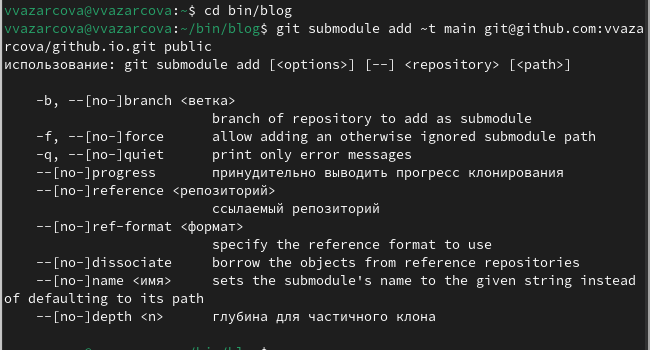 vvazarcova@vvazarcova:~$ cd bin/blog
vvazarcova@vvazarcova:~/bin/blog$ git submodule add ~t main git@github.com:vvaza
rcova/github.io.git public
использование: git submodule add [<options>] [--] <repository> [<path>]
-b, --[no-]branch <ветка>
branch of repository to add as submodule
-f, --[no-]force allow adding an otherwise ignored submodule path
-q, --[no-]quiet print only error messages
--[no-]progress принудительно выводить прогресс клонирования
--[no-]reference <репозиторий>
ссылаемый репозиторий
--[no-]ref-format <формат>
specify the reference format to use
--[no-]dissociate borrow the objects from reference repositories
--[no-]name <имя> sets the submodule's name to the given string instead
of defaulting to its path
--[no-]depth <n> глубина для частичного клона